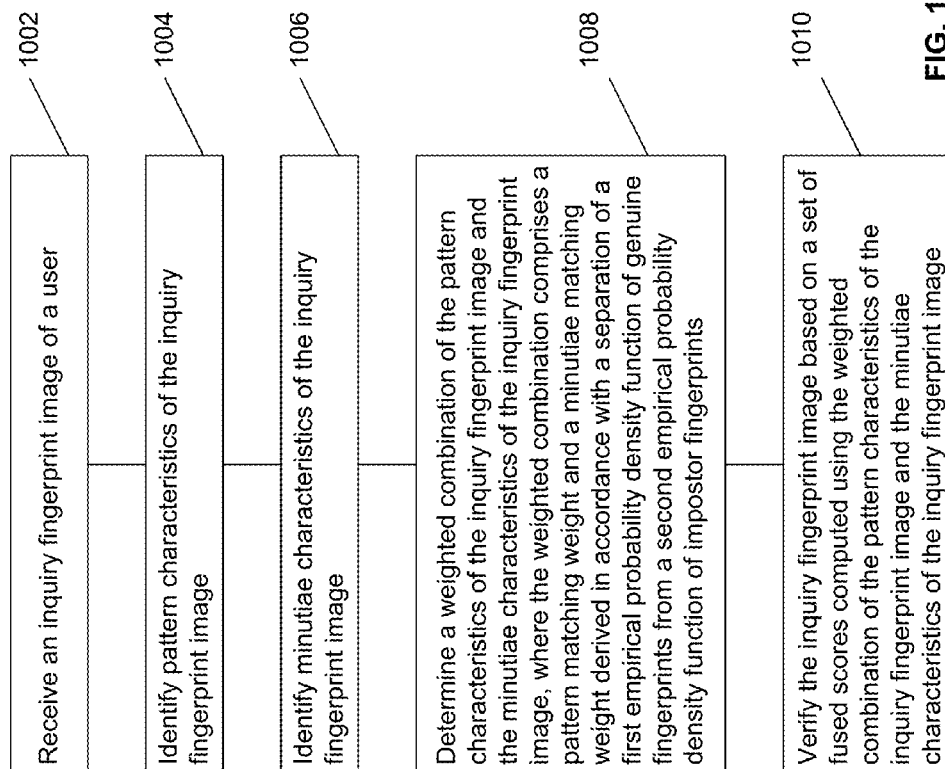 Receive an inquiry fingerprint image of a user
1002
Identify pattern characteristics of the inquiry
fingerprint image
1004
Identify minutiae characteristics of the inquiry
fingerprint image
1006
Determine a weighted combination of the pattern
characteristics of the inquiry fingerprint image and
the minutiae characteristics of the inquiry fingerprint
image, where the weighted combination comprises a
pattern matching weight and a minutiae matching
weight derived in accordance with a separation of a
first empirical probability density function of genuine
fingerprints from a second empirical probability
density function of impostor fingerprints
1008
Verify the inquiry fingerprint image based on a set of
fused scores computed using the weighted
combination of the pattern characteristics of the
inquiry fingerprint image and the minutiae
characteristics of the inquiry fingerprint image
1010
FIG. 1